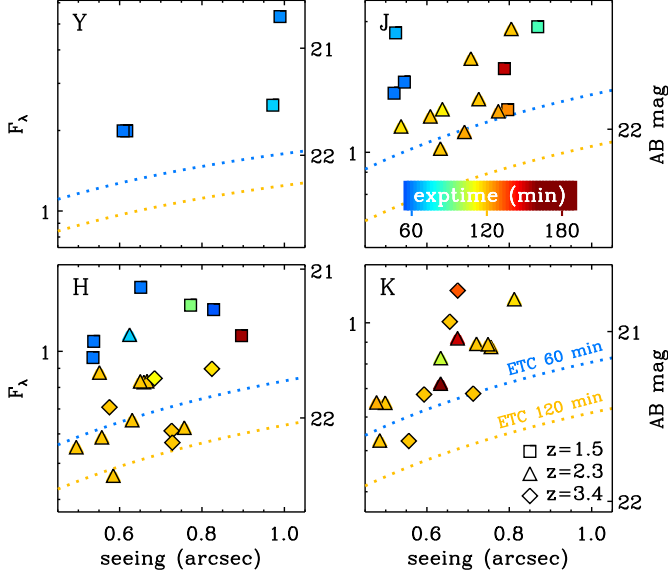 Y
J
21
22
22
1
1
F_λ
AB mag
exptime (min)
60 120 180
H
K
21
22
21
22
1
1
F_λ
AB mag
ETC 60 min
ETC 120 min
z=1.5
z=2.3
z=3.4
0.6 0.8 1.0
0.6 0.8 1.0
seeing (arcsec)
seeing (arcsec)